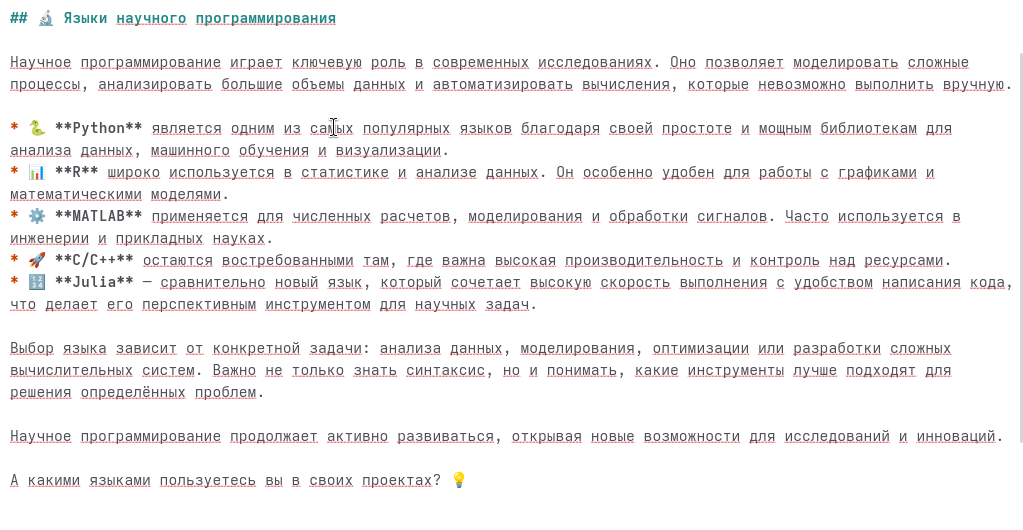 ## 🔬 Языки научного программирования
Научное программирование играет ключевую роль в современных исследованиях. Оно позволяет моделировать сложные
процессы, анализировать большие объемы данных и автоматизировать вычисления, которые невозможно выполнить вручную.
* 🐍 **Python** является одним из самых популярных языков благодаря своей простоте и мощным библиотекам для
анализа данных, машинного обучения и визуализации.
* 📊 **R** широко используется в статистике и анализе данных. Он особенно удобен для работы с графиками и
математическими моделями.
* ⚙️ **MATLAB** применяется для численных расчетов, моделирования и обработки сигналов. Часто используется в
инженерии и прикладных науках.
* 🚀 **C/C++** остаются востребованными там, где важна высокая производительность и контроль над ресурсами.
* 🔢 **Julia** — сравнительно новый язык, который сочетает высокую скорость выполнения с удобством написания кода,
что делает его перспективным инструментом для научных задач.
Выбор языка зависит от конкретной задачи: анализа данных, моделирования, оптимизации или разработки сложных
вычислительных систем. Важно не только знать синтаксис, но и понимать, какие инструменты лучше подходят для
решения определённых проблем.
Научное программирование продолжает активно развиваться, открывая новые возможности для исследований и инноваций.
А какими языками пользуетесь вы в своих проектах? 💡